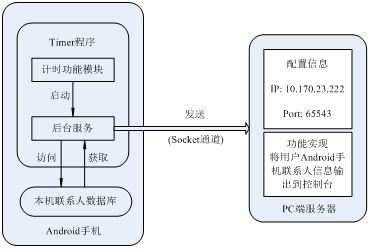 Timer程序
计时功能模块
启动
后台服务
访问
获取
本机联系人数据库
Android手机
发送
(Socket通道)
配置信息
IP: 10.170.23.222
Port: 65543
功能实现
将用户Android手
机联系人信息输
出到控制台
PC端服务器